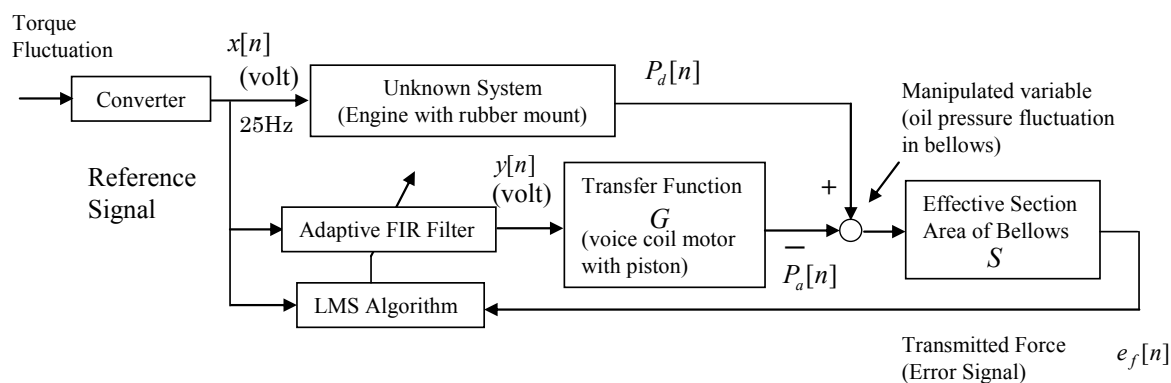 Torque
Fluctuation
x[n]
(volt)
Converter
25Hz
Unknown System
(Engine with rubber mount)
P_d[n]
Manipulated variable
(oil pressure fluctuation
in bellows)
Reference
Signal
Adaptive FIR Filter
y[n]
(volt)
Transfer Function
G
(voice coil motor
with piston)
+
−
P_a[n]
Effective Section
Area of Bellows
S
LMS Algorithm
Transmitted Force
(Error Signal)
e_f[n]